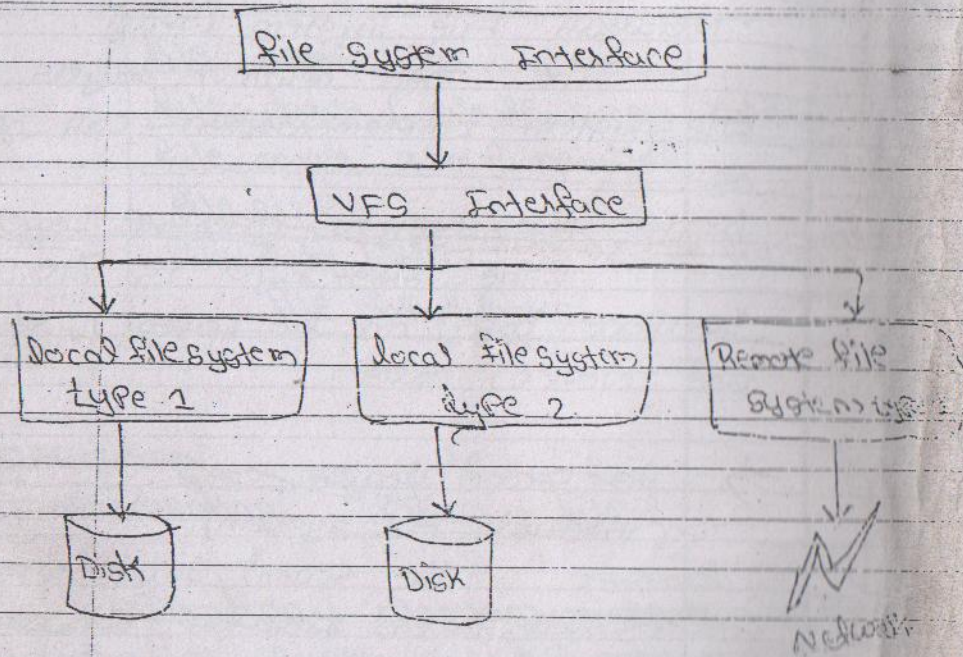 File System Interface
VFS Interface
Local file system
type 1
Local file system
type 2
Remote file
system type
Disk
Disk
Network